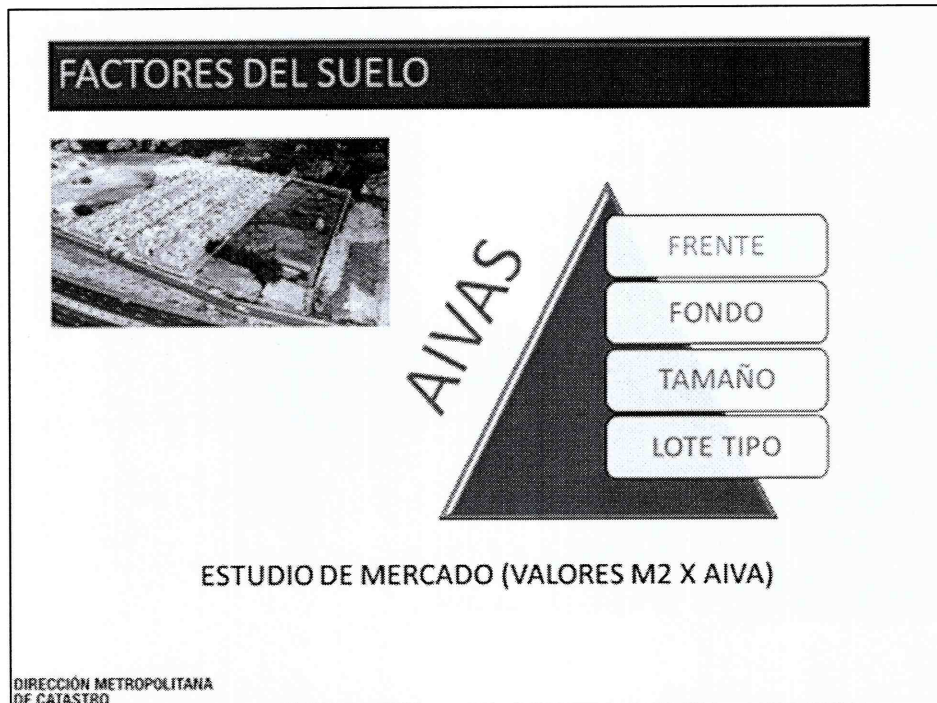 FACTORES DEL SUELO
AIVAS
FRENTE
FONDO
TAMAÑO
LOTE TIPO
ESTUDIO DE MERCADO (VALORES M2 X AIVA)
DIRECCIÓN METROPOLITANA
DE CATASTRO